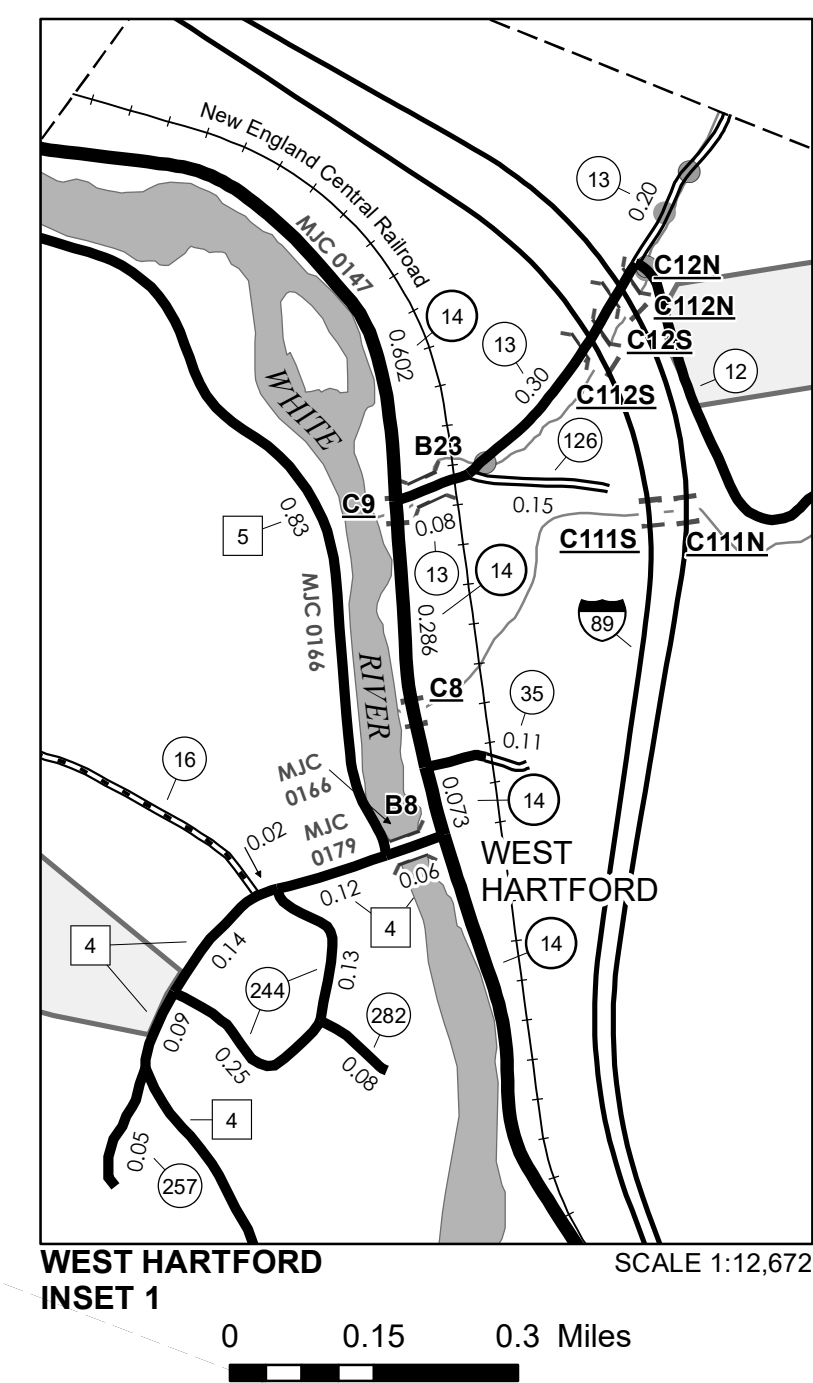 New England Central Railroad
13
0.20
MJC 0147
C12N
C112N
14
C12S
0.602
13
12
0.30
C112S
WHITE
B23
126
C9
0.15
0.83
0.08
5
C111S
C111N
13
14
MJC 0166
0.286
89
RIVER
C8
35
0.11
16
MJC
0166
14
B8
0.073
0.02
MJC
0179
WEST
HARTFORD
0.06
0.12
4
4
0.14
14
0.13
244
282
0.09
0.25
0.08
4
0.05
257
WEST HARTFORD
INSET 1
SCALE 1:12,672
0 0.15 0.3 Miles